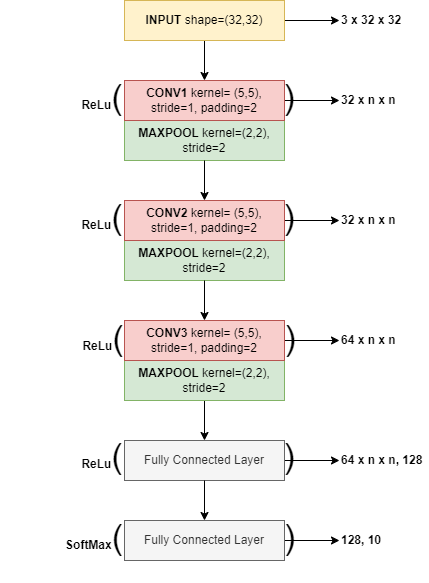 INPUT shape=(32,32)
3 x 32 x 32
ReLu
CONV1 kernel= (5,5),
stride=1, padding=2
32 x n x n
MAXPOOL kernel=(2,2),
stride=2
ReLu
CONV2 kernel= (5,5),
stride=1, padding=2
32 x n x n
MAXPOOL kernel=(2,2),
stride=2
ReLu
CONV3 kernel= (5,5),
stride=1, padding=2
64 x n x n
MAXPOOL kernel=(2,2),
stride=2
ReLu
Fully Connected Layer
64 x n x n, 128
SoftMax
Fully Connected Layer
128, 10